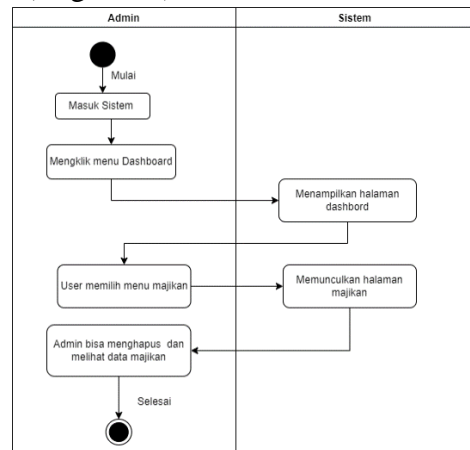 Admin
Sistem
Mulai
Masuk Sistem
Mengklik menu Dashboard
Menampilkan halaman
dashbord
User memilih menu majikan
Memunculkan halaman
majikan
Admin bisa menghapus dan
melihat data majikan
Selesai